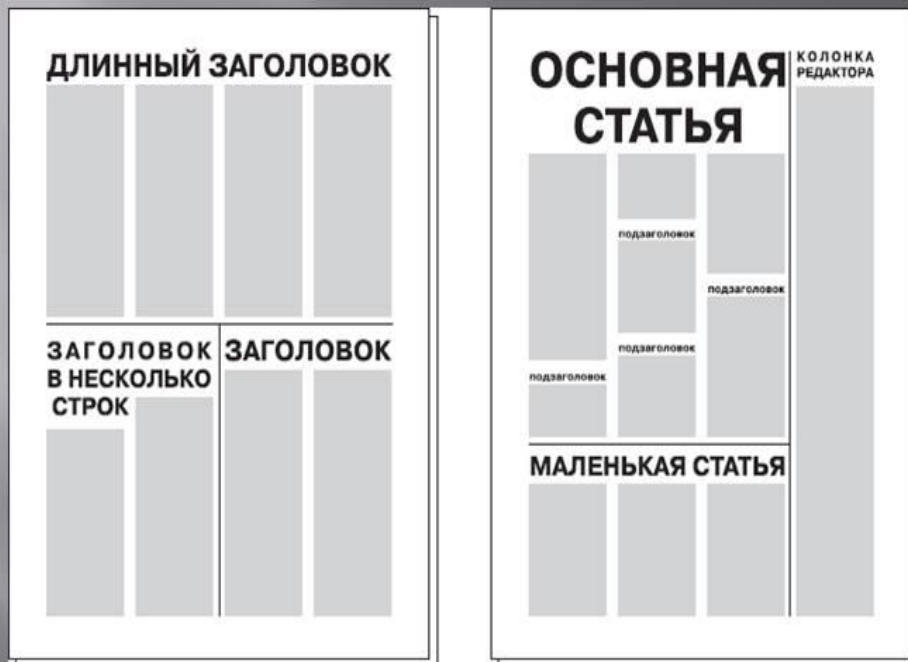 ДЛИННЫЙ ЗАГОЛОВОК
ЗАГОЛОВОК
В НЕСКОЛЬКО
СТРОК
ЗАГОЛОВОК
ОСНОВНАЯ
СТАТЬЯ
подзаголовок
подзаголовок
подзаголовок
подзаголовок
МАЛЕНЬКАЯ СТАТЬЯ
КОЛОНКА
РЕДАКТОРА